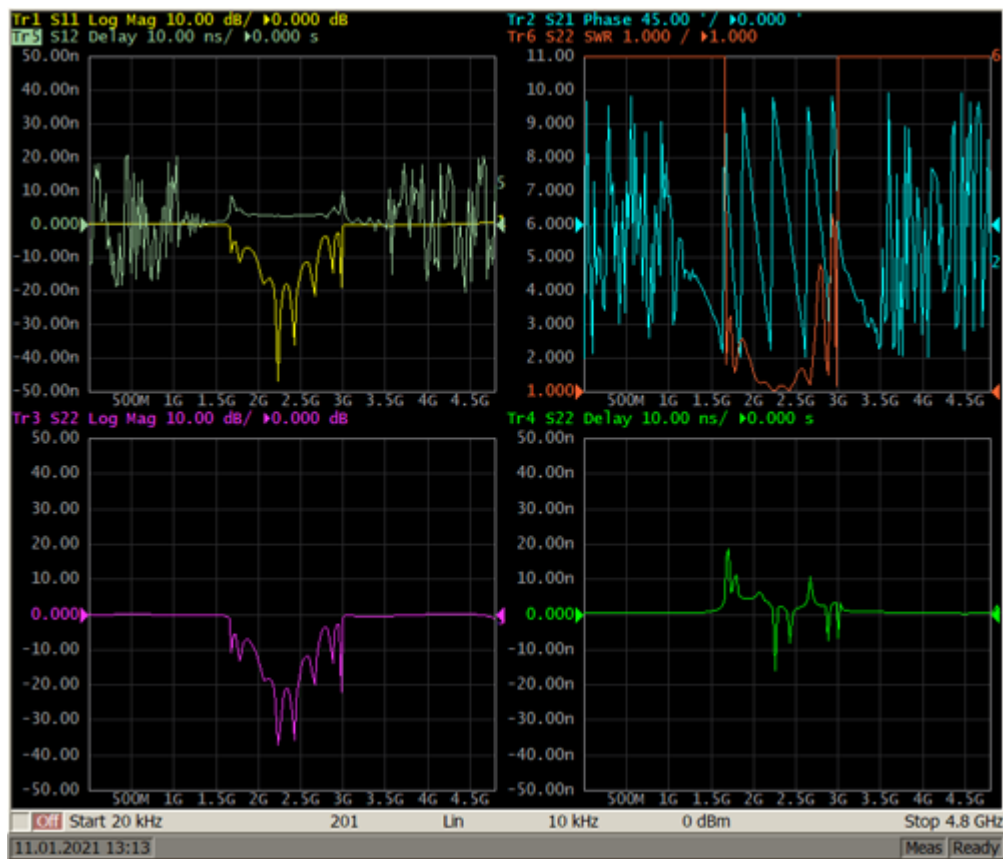 Tr1 S11 Log Mag 10.00 dB/ ▶0.000 dB
Tr5 S12 Delay 10.00 ns/ ▶0.000 s
50.00n
40.00n
30.00n
20.00n
10.00n
0.000
-10.00n
-20.00n
-30.00n
-40.00n
-50.00n
500M 1G 1.5G 2G 2.5G 3G 3.5G 4G 4.5G
S
Tr2 S21 Phase 45.00 °/ ▶0.000 °
Tr6 S22 SWR 1.000 / ▶1.000
11.00
10.00
9.000
8.000
7.000
6.000
5.000
4.000
3.000
2.000
1.000
500M 1G 1.5G 2G 2.5G 3G 3.5G 4G 4.5G
6
2
Tr3 S22 Log Mag 10.00 dB/ ▶0.000 dB
50.00
40.00
30.00
20.00
10.00
0.000
-10.00
-20.00
-30.00
-40.00
-50.00
500M 1G 1.5G 2G 2.5G 3G 3.5G 4G 4.5G
Tr4 S22 Delay 10.00 ns/ ▶0.000 s
50.00n
40.00n
30.00n
20.00n
10.00n
0.000
-10.00n
-20.00n
-30.00n
-40.00n
-50.00n
500M 1G 1.5G 2G 2.5G 3G 3.5G 4G 4.5G
Off Start 20 kHz 201 Lin 10 kHz 0 dBm Stop 4.8 GHz
11.01.2021 13:13 Meas Ready